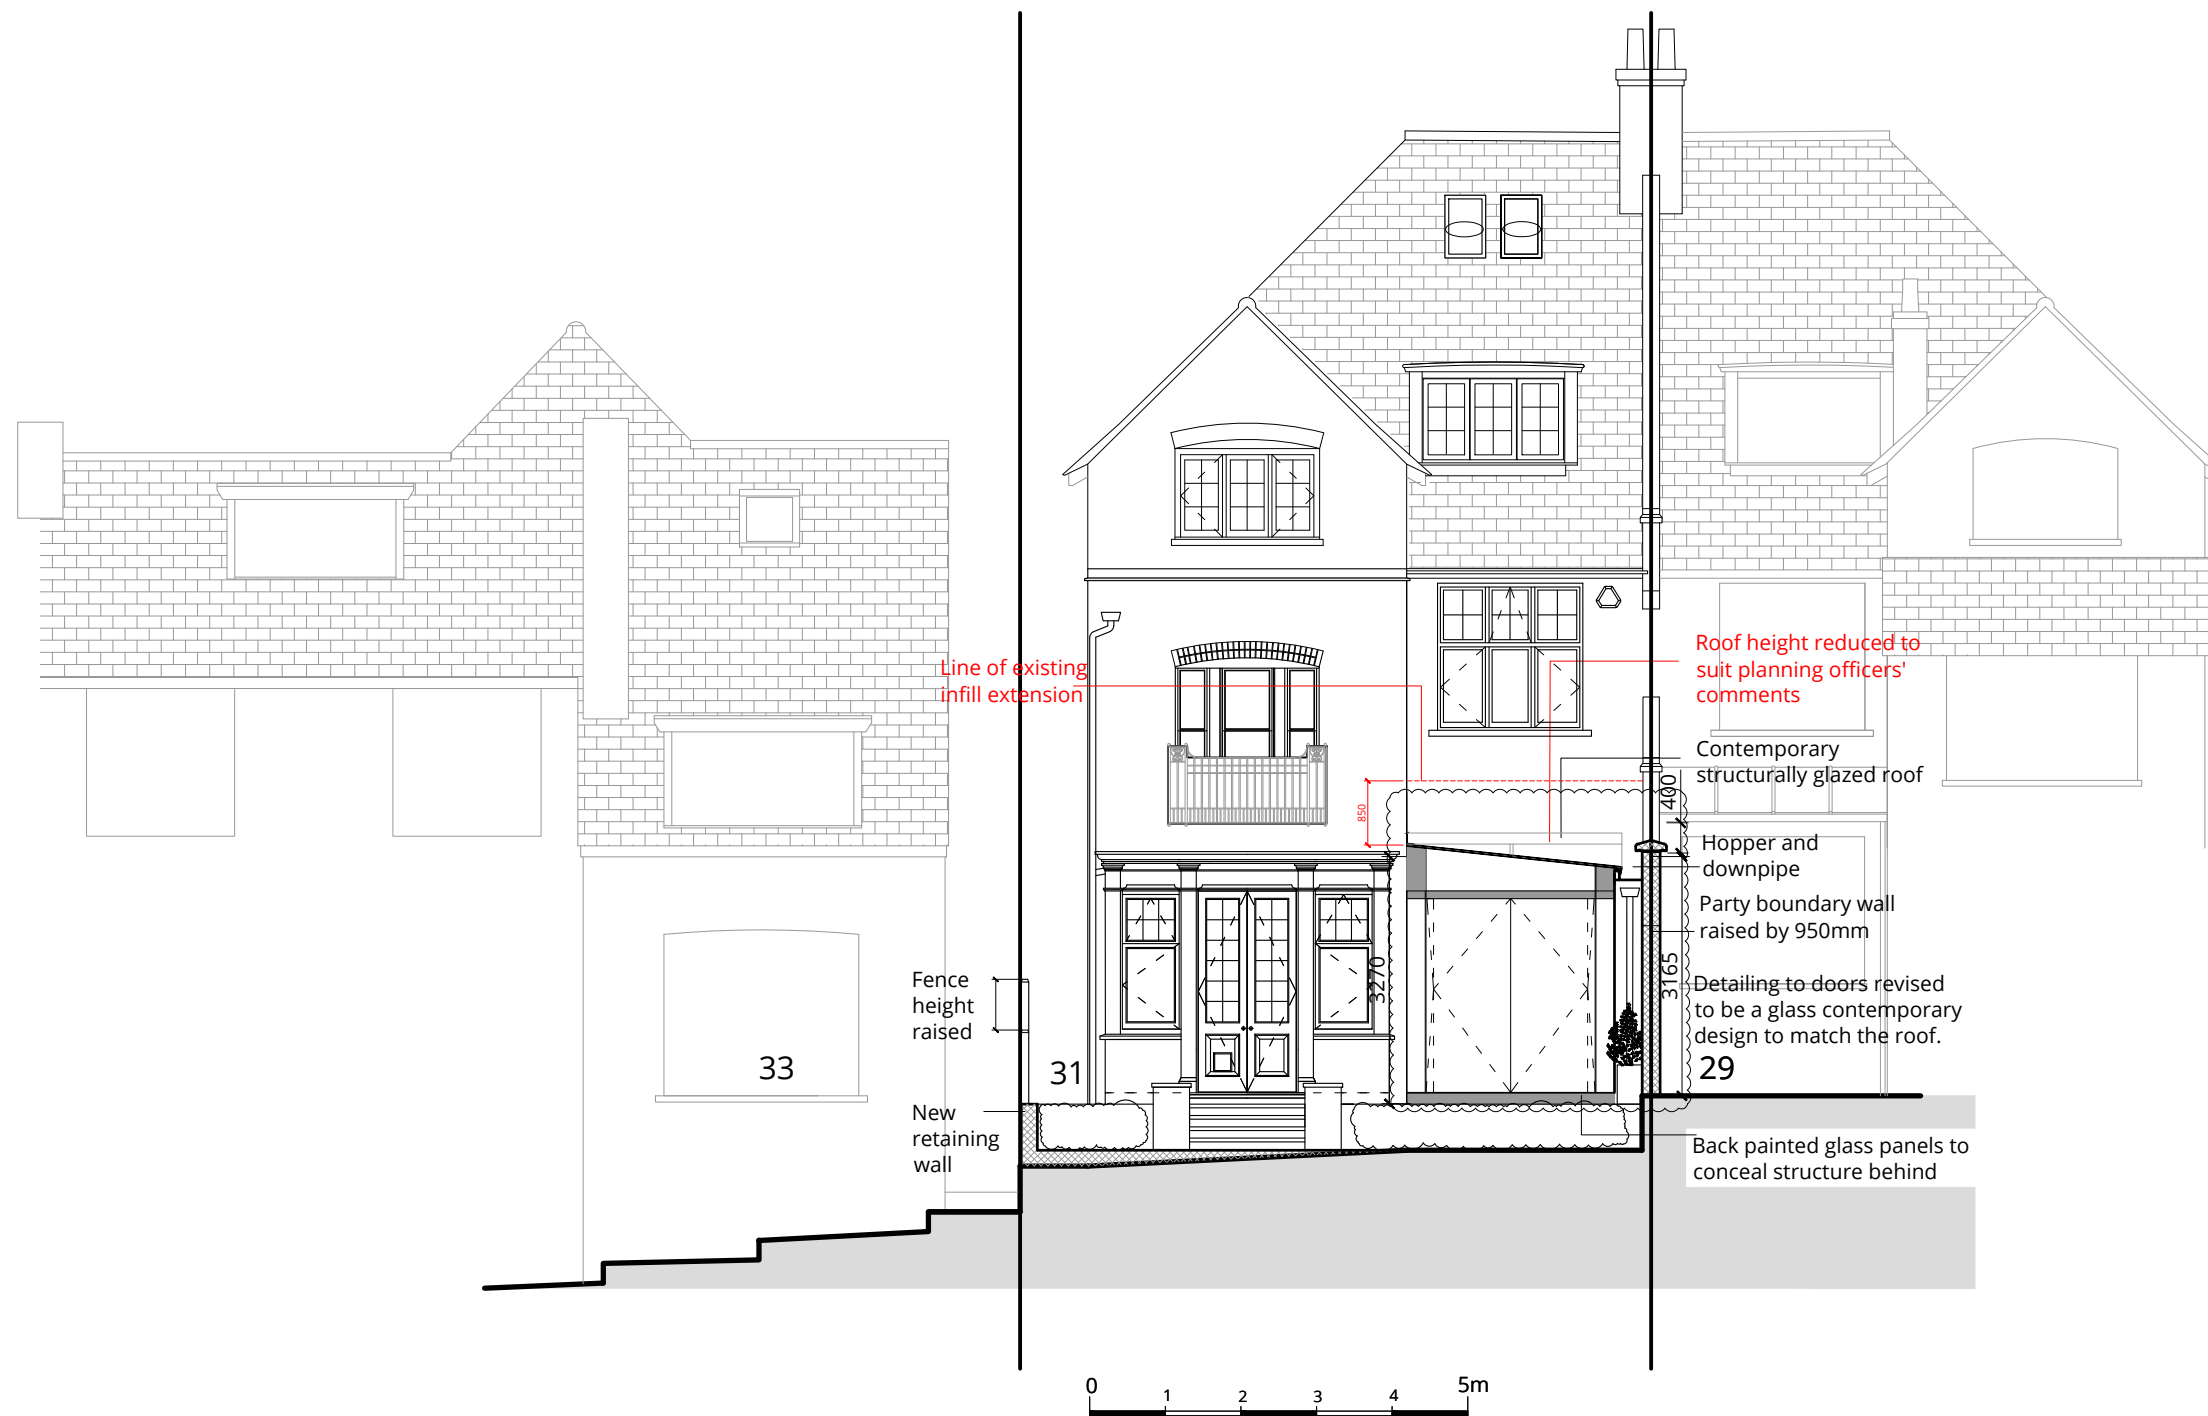 Line of existing
infill extension
Roof height reduced to
suit planning officers'
comments
Contemporary
structurally glazed roof
400
850
Hopper and
downpipe
Party boundary wall
raised by 950mm
3270
3165
Detailing to doors revised
to be a glass contemporary
design to match the roof.
Fence
height
raised
33
31
29
New
retaining
wall
Back painted glass panels to
conceal structure behind
0 1 2 3 4 5m